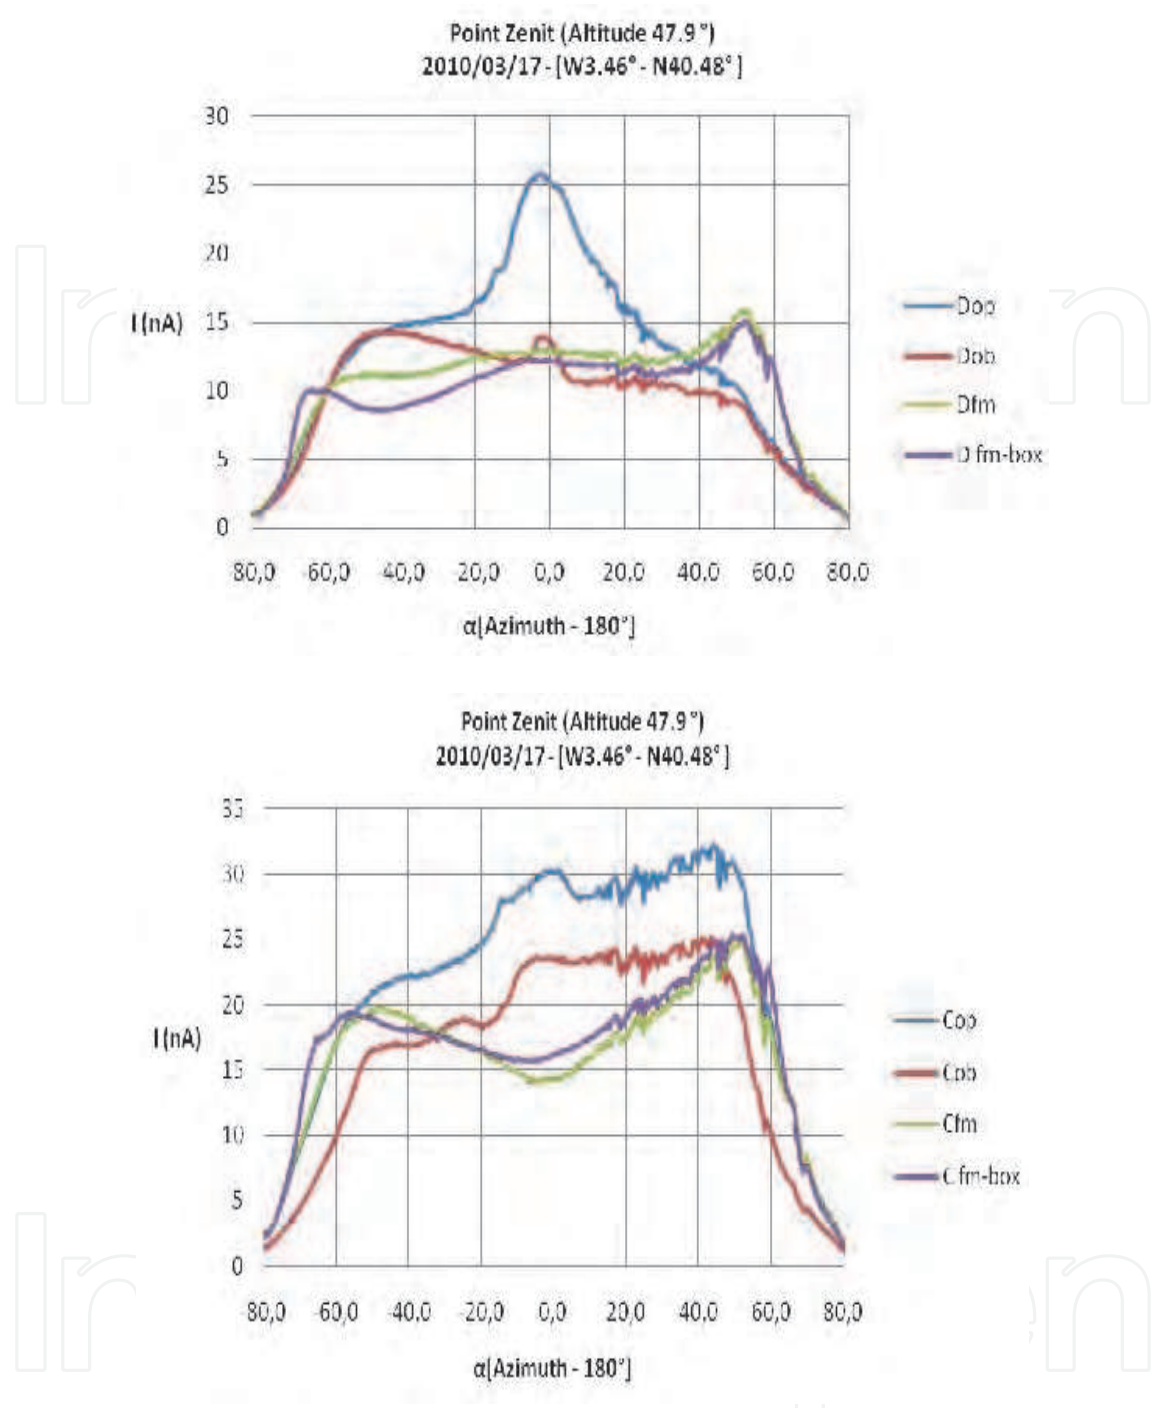 Point Zenit (Altitude 47.9°)
2010/03/17-[W3.46° - N40.48°]
30
25
20
15
10
5
0
I(nA)
80,0 60,0 40,0 20,0 0,0 20.0 40.0 60.0 80.0
α[Azimuth - 180°]
Dop
Dob
Dfm
D fm-box
Point Zenit (Altitude 47.9°)
2010/03/17-[W3.46° - N40.48°]
35
30
25
20
15
10
5
0
I(nA)
80,0 60,0 40.0 20,0 0,0 20,0 40.0 60,0 80,0
α[Azimuth - 180°]
Cop
Cob
Cfm
C fm-box